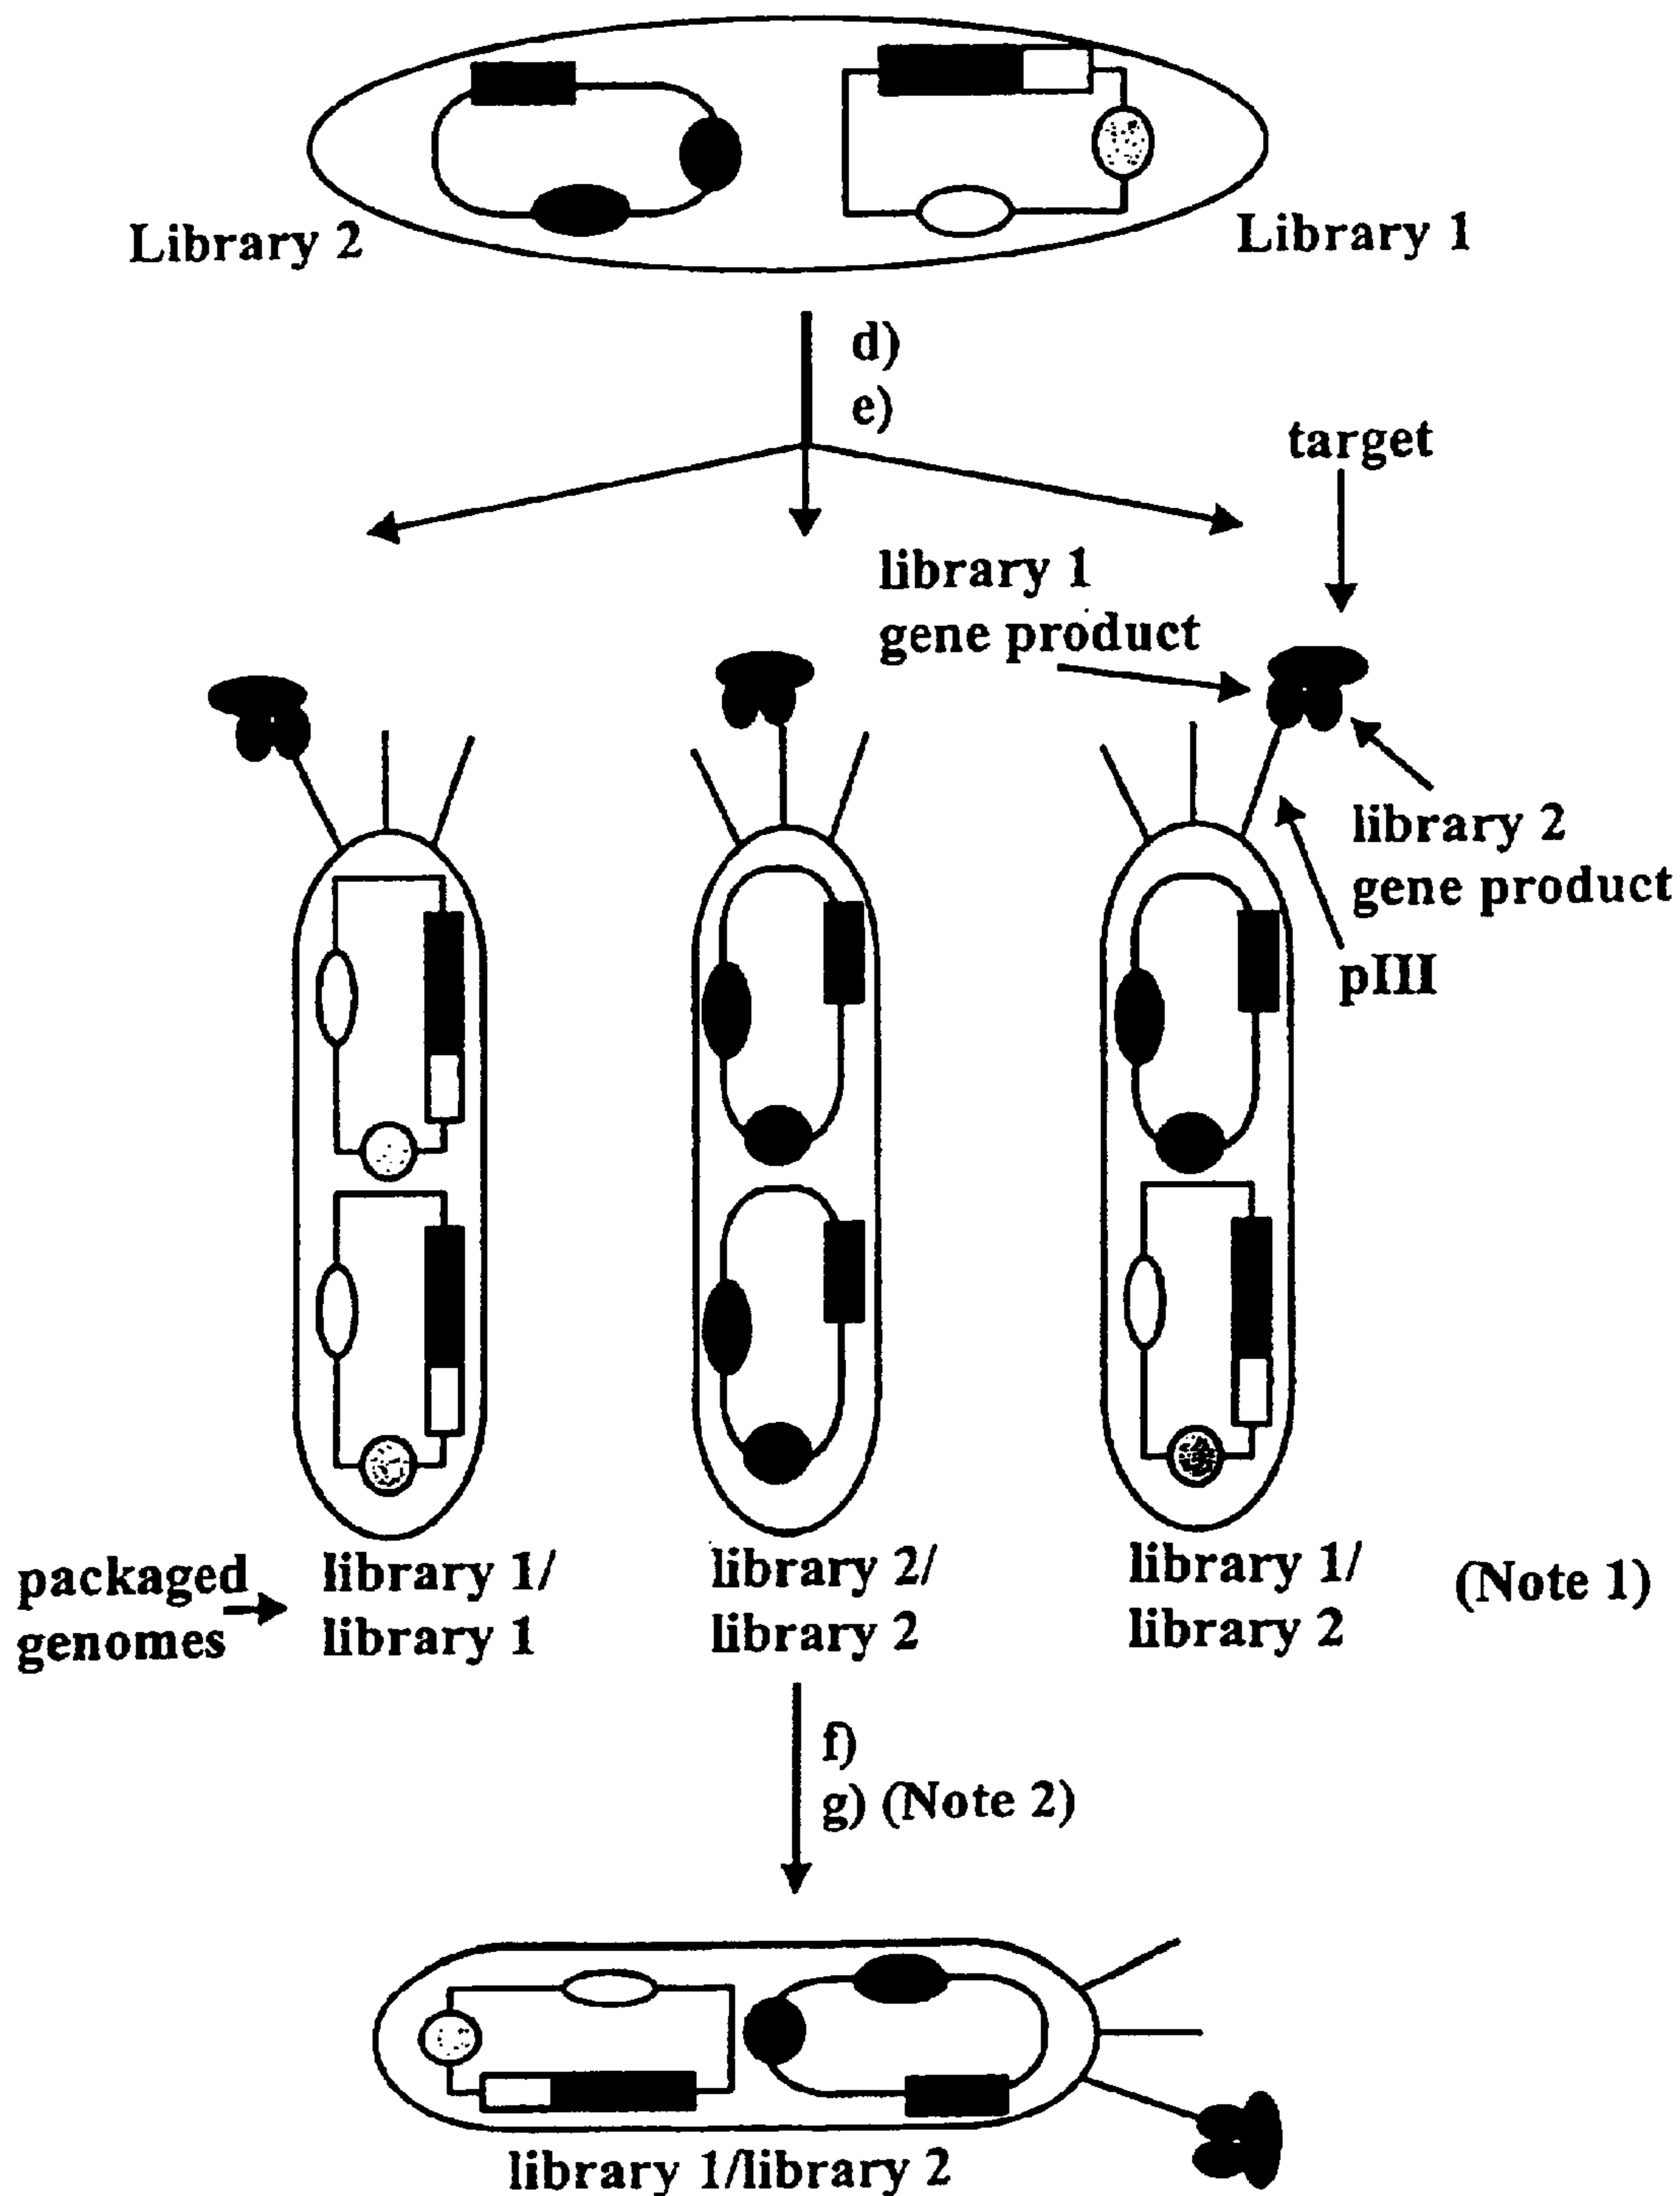 Library 2
Library 1
d)
e)
target
library 1
gene product
library 2
gene product
pIII
packaged
genomes
library 1/
library 1
library 2/
library 2
library 1/
library 2
(Note 1)
f)
g) (Note 2)
library 1/library 2